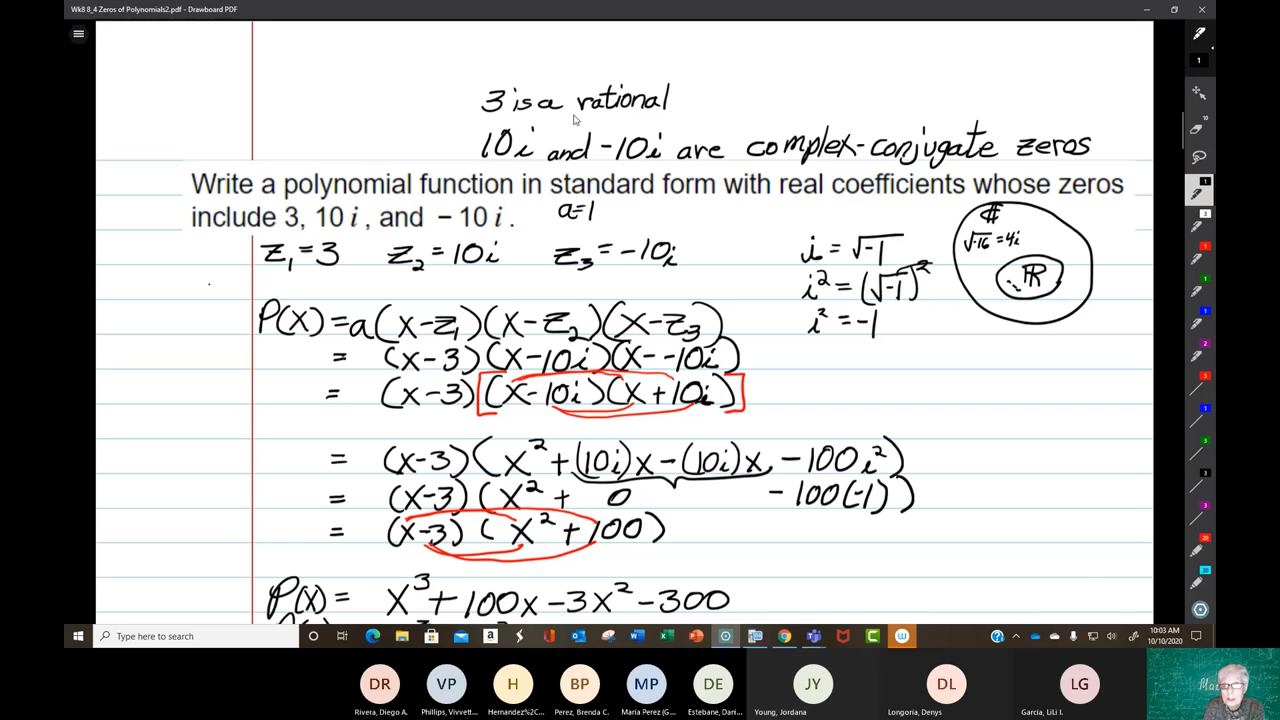 Wk8 8_4 Zeros of Polynomials2.pdf - Drawboard PDF
3 is a rational
10i and -10i are complex-conjugate zeros
Write a polynomial function in standard form with real coefficients whose zeros
include 3, 10 i , and − 10 i .
a=1
z₁=3 z₂=10i z₃=-10i
i=√-1
i²=(√-1)²
i²=-1
₵
√-16=4i
ℝ
P(x)=a(x-z₁)(x-z₂)(x-z₃)
= (x-3)(x-10i)(x--10i)
= (x-3)[(x-10i)(x+10i)]
= (x-3)(x²+(10i)x-(10i)x-100i²)
= (x-3)(x²+ 0 -100(-1))
= (x-3)(x²+100)
P(x)= x³+100x-3x²-300
Type here to search
10:03 AM
10/10/2020
DR VP H BP MP DE JY DL LG
Rivera, Diego A. Phillips, Vivvett... Hernandez%2C... Perez, Brenda C. Maria Perez (M... Estebane, Dani... Young, Jordana Longoria, Denys Garcia, LiLi I.